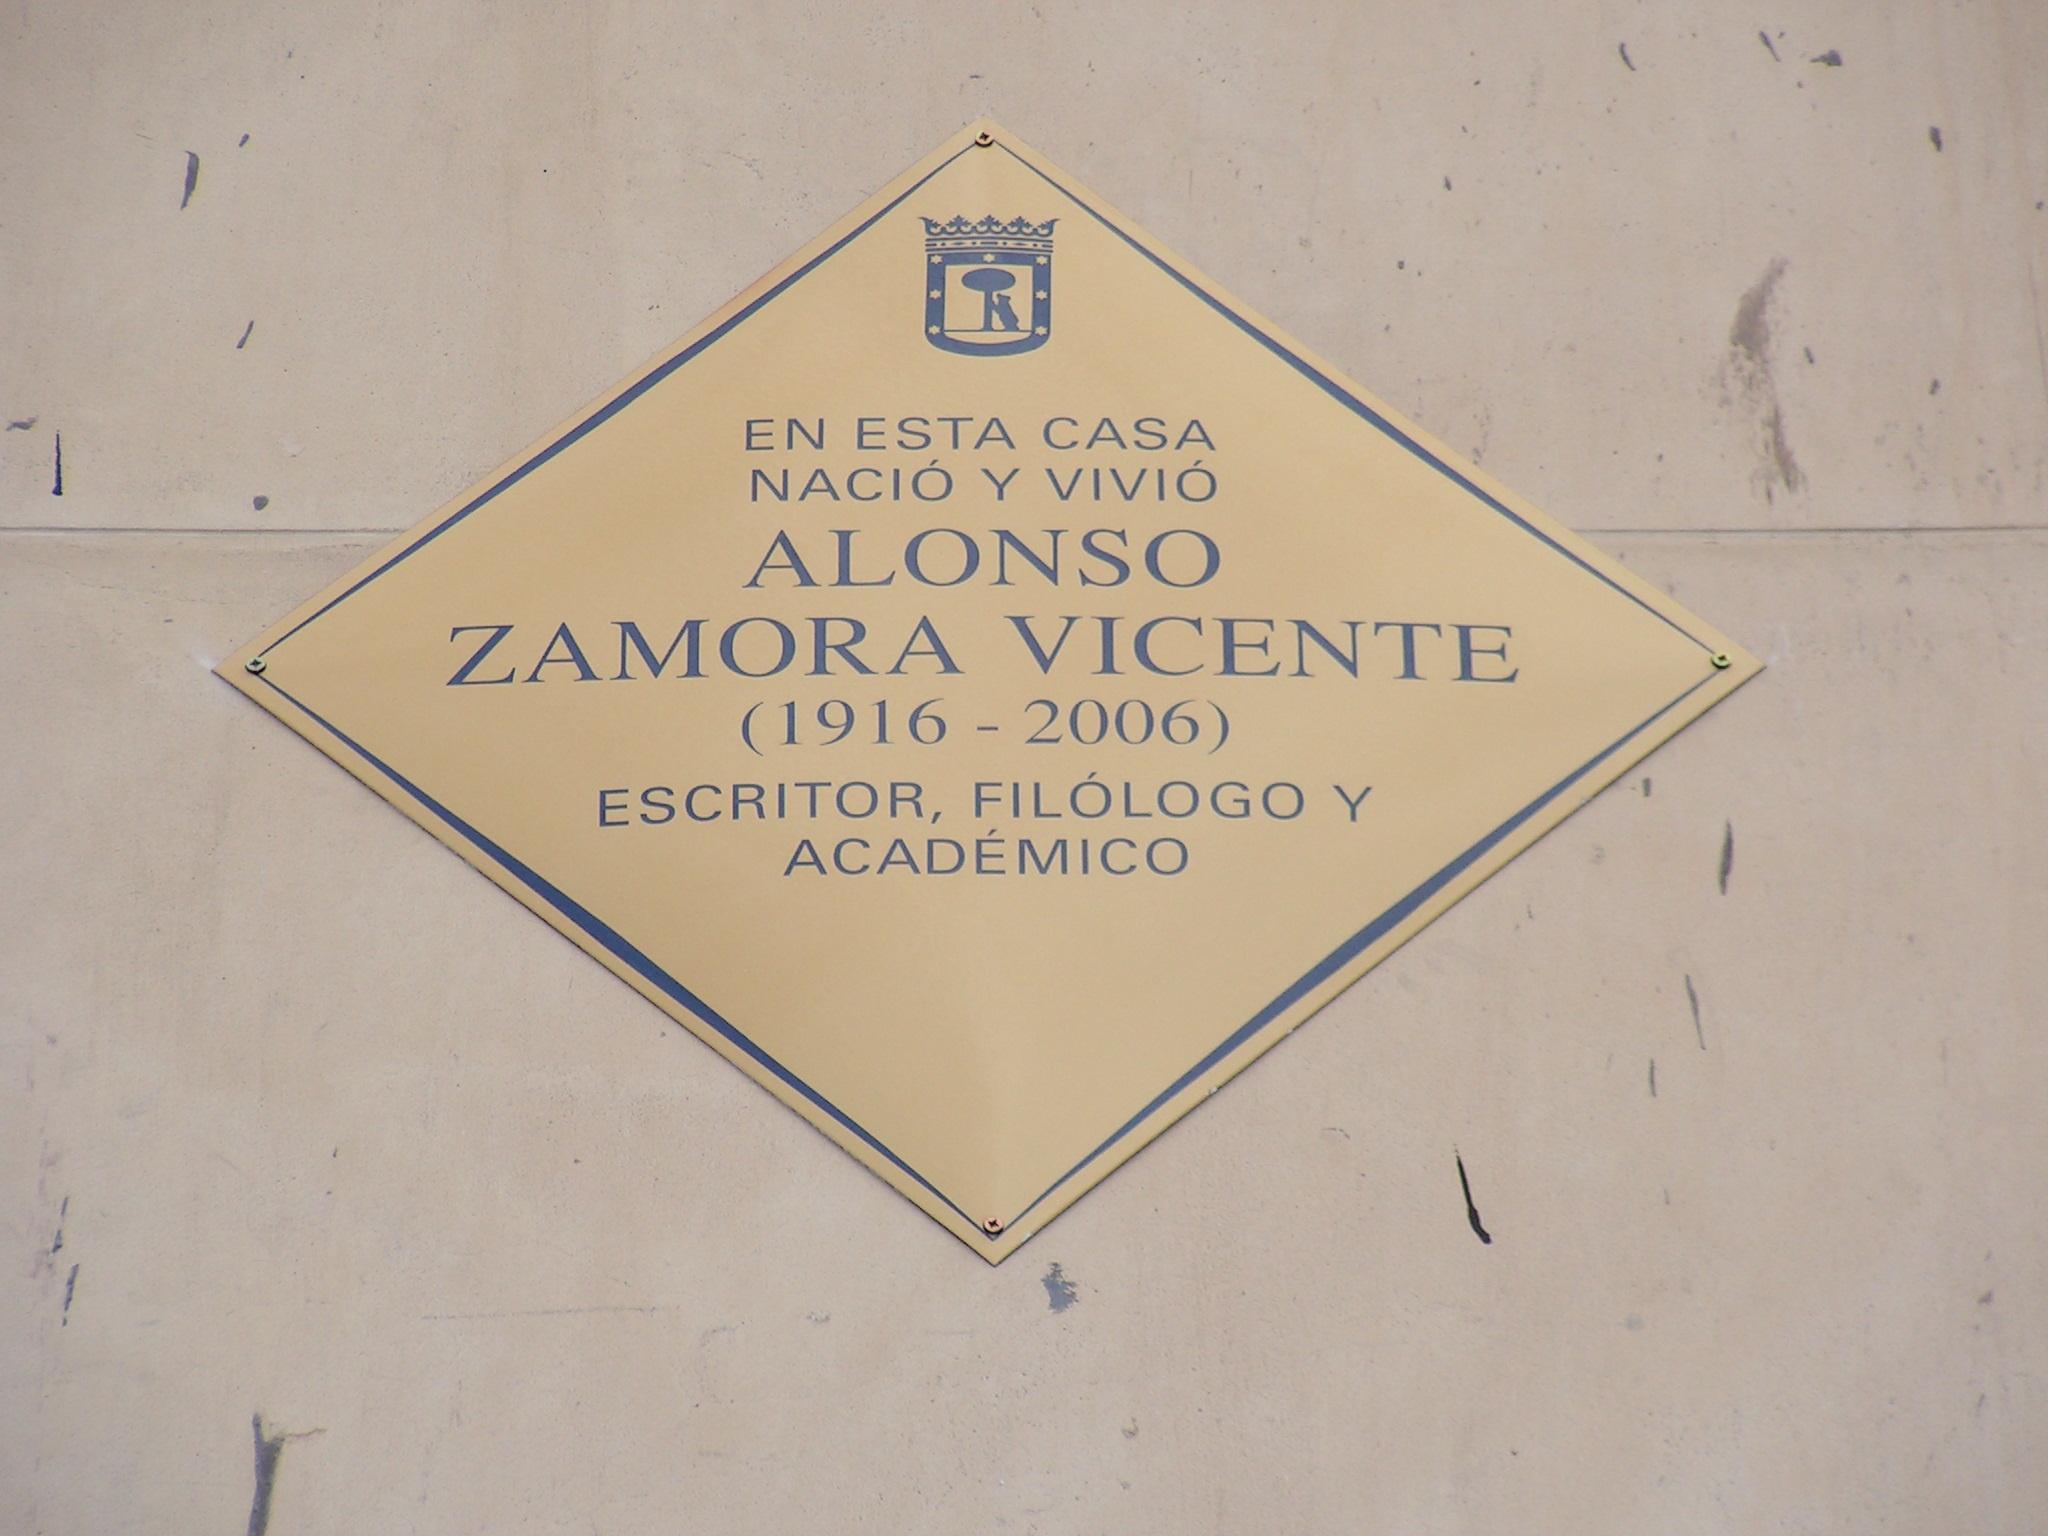 EN ESTA CASA
NACIÓ Y VIVIÓ
ALONSO
ZAMORA VICENTE
(1916 - 2006)
ESCRITOR, FILÓLOGO Y
ACADÉMICO